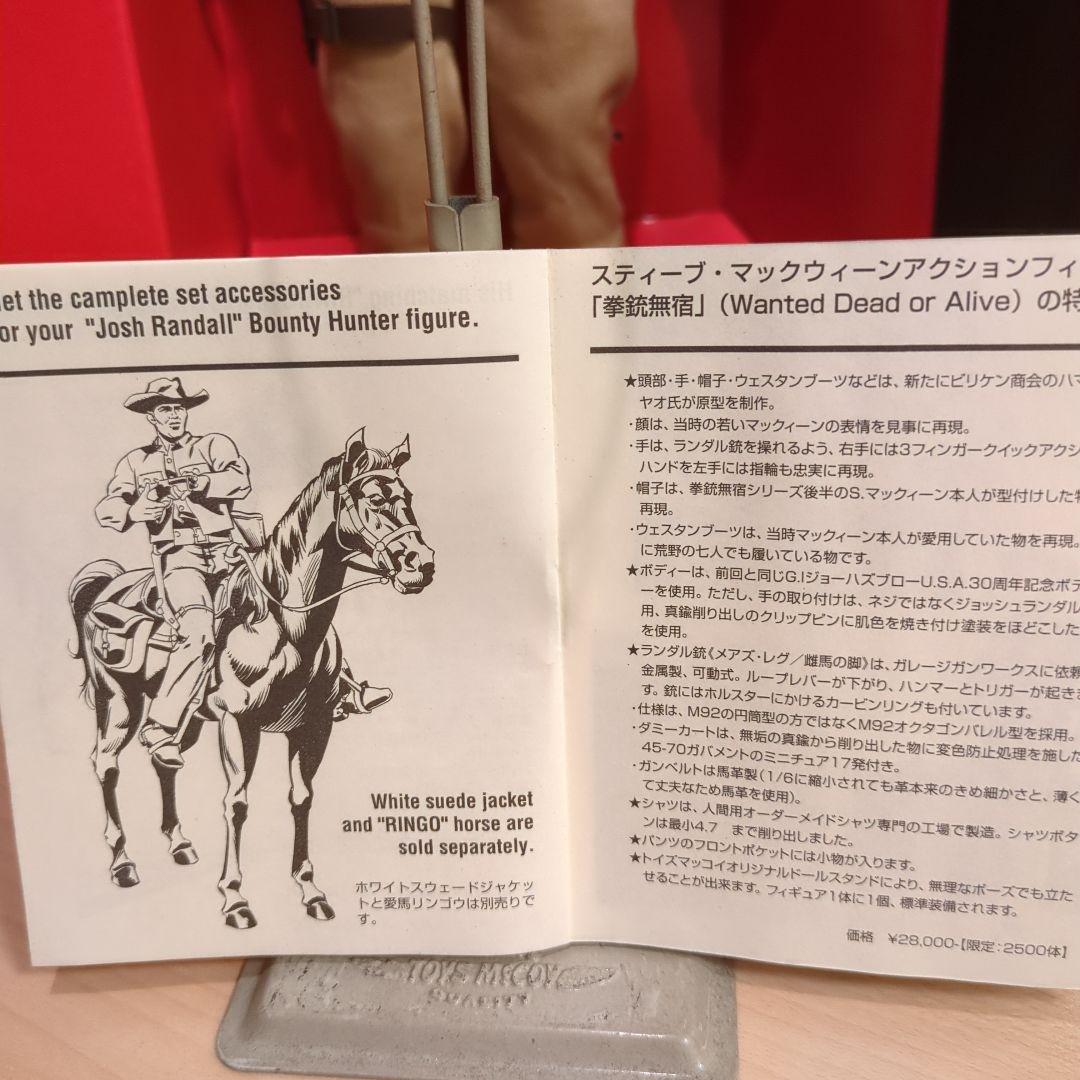 et the camplete set accessories
or your "Josh Randall" Bounty Hunter figure.
White suede jacket
and "RINGO" horse are
sold separately.
ホワイトスウェードジャケッ
トと愛馬リンゴウは別売りで
す。
スティーブ・マックウィーンアクションフィ
「拳銃無宿」（Wanted Dead or Alive）の特
★頭部・手・帽子・ウェスタンブーツなどは、新たにビリケン商会のハマ
ヤオ氏が原型を制作。
・顔は、当時の若いマックィーンの表情を見事に再現。
・手は、ランダル銃を操れるよう、右手には3フィンガークイックアクシ
ハンドを左手には指輪も忠実に再現。
・帽子は、拳銃無宿シリーズ後半のS.マックィーン本人が型付けした
再現。
・ウェスタンブーツは、当時マックィーン本人が愛用していた物を再現。
に荒野の七人でも履いている物です。
★ボディーは、前回と同じG.IジョーハズブローU.S.A.30周年記念ボデ
ーを使用。ただし、手の取り付けは、ネジではなくジョッシュランダル
用、真鍮削り出しのクリップピンに肌色を焼き付け塗装をほどこした
を使用。
★ランダル銃《メアズ・レグ／雌馬の脚》は、ガレージガンワークスに依頼
金属製、可動式。ループレバーが下がり、ハンマーとトリガーが起き
す。銃にはホルスターにかけるカービンリングも付いています。
・仕様は、M92の円筒型の方ではなくM92オクタゴンバレル型を採用。
・ダミーカートは、無垢の真鍮から削り出した物に変色防止処理を施した
45-70ガバメントのミニチュア17発付き。
・ガンベルトは馬革製（1/6に縮小されても革本来のきめ細かさと、薄く
て丈夫なため馬革を使用）。
★シャツは、人間用オーダーメイドシャツ専門の工場で製造。シャツボタ
ンは最小4.7 まで削り出しました。
★パンツのフロントポケットには小物が入ります。
★トイズマッコイオリジナルドールスタンドにより、無理なポーズでも立た
せることが出来ます。フィギュア1体に1個、標準装備されます。
価格 ¥28,000-【限定：2500体】
TOYS McCOY
QUALITY